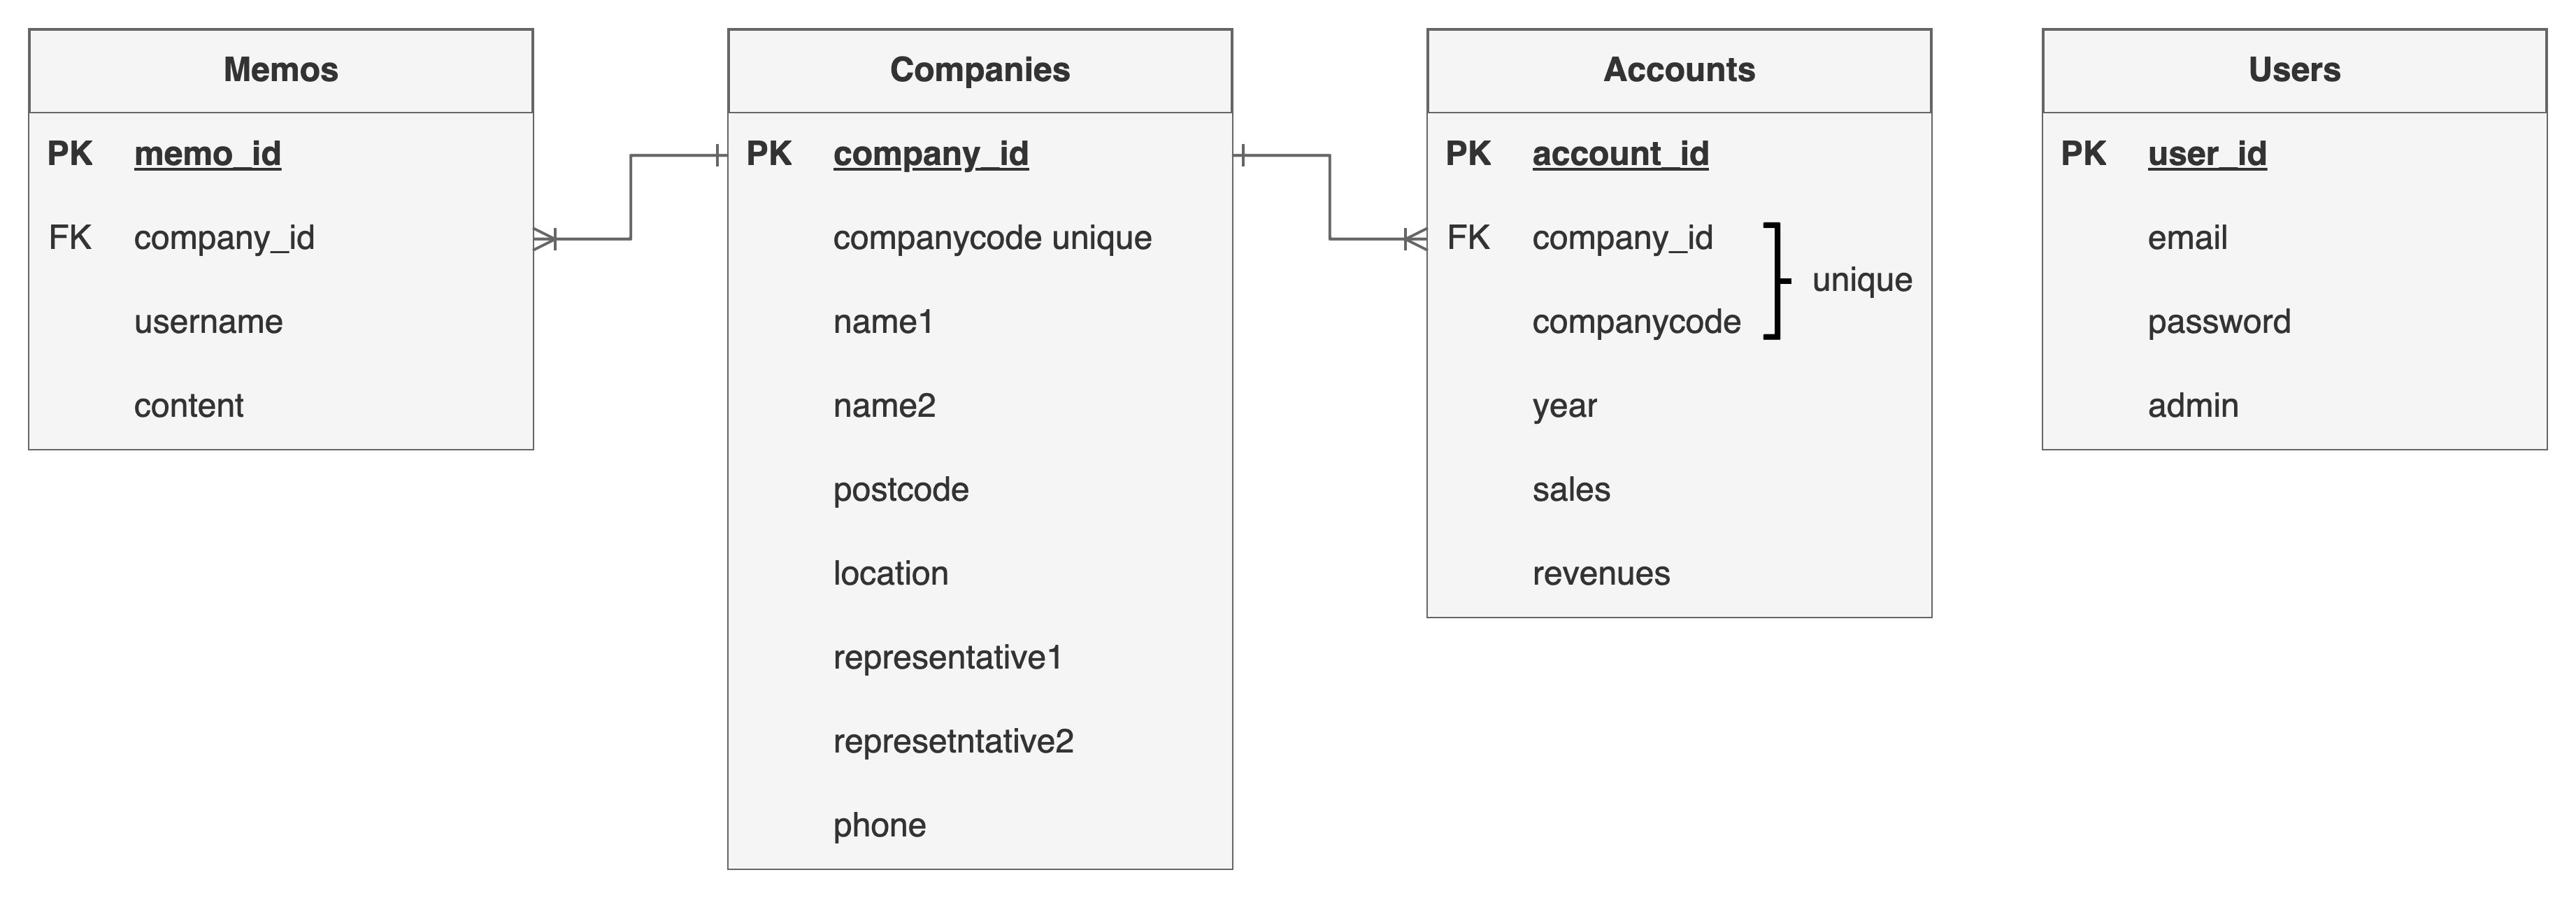 Memos
PK memo_id
FK company_id
username
content
Companies
PK company_id
companycode unique
name1
name2
postcode
location
representative1
represetntative2
phone
Accounts
PK account_id
FK company_id
unique
companycode
year
sales
revenues
Users
PK user_id
email
password
admin